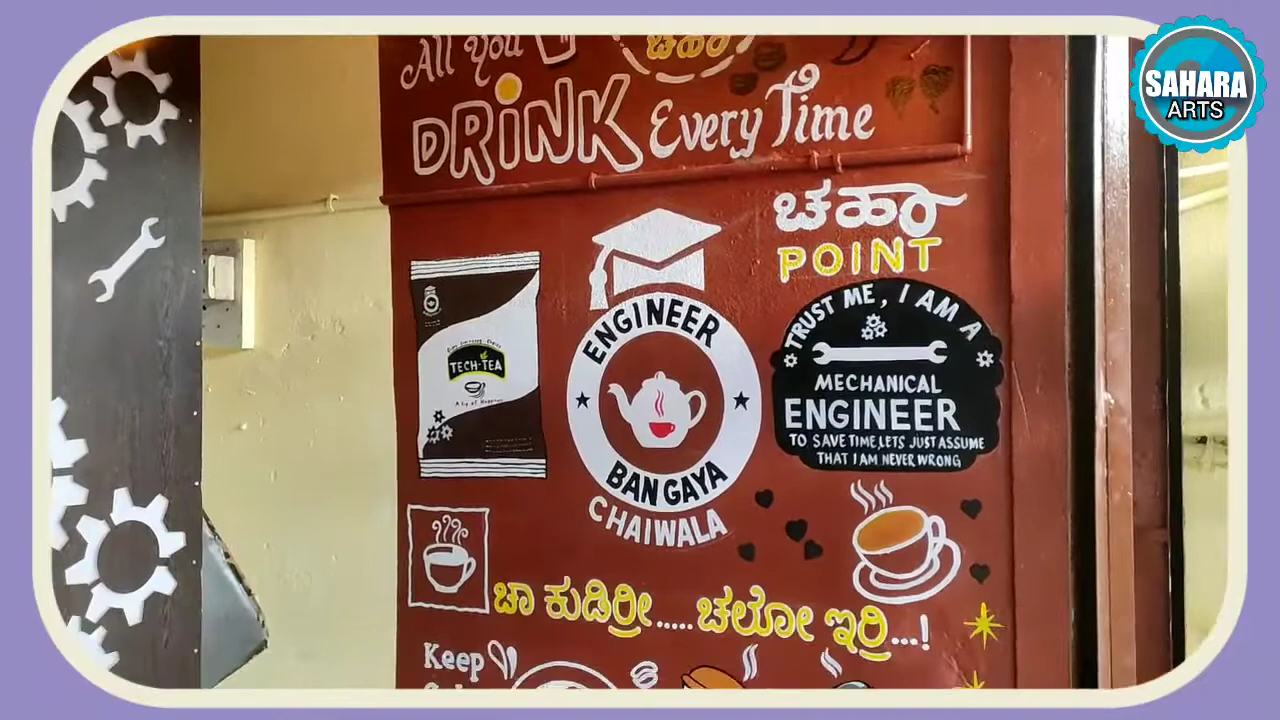 All You
ಚಹಾ
DRINK Every Time
SAHARA
ARTS
ಚಹಾ
POINT
ENGINEER
BAN GAYA
CHAIWALA
TECH-TEA
TRUST ME, I AM A
MECHANICAL
ENGINEER
TO SAVE TIME, LETS JUST ASSUME
THAT I AM NEVER WRONG
ಚಾ ಕುಡಿರ್ರೀ.....ಚಲೋ ಇರ್ರಿ...!
Keep